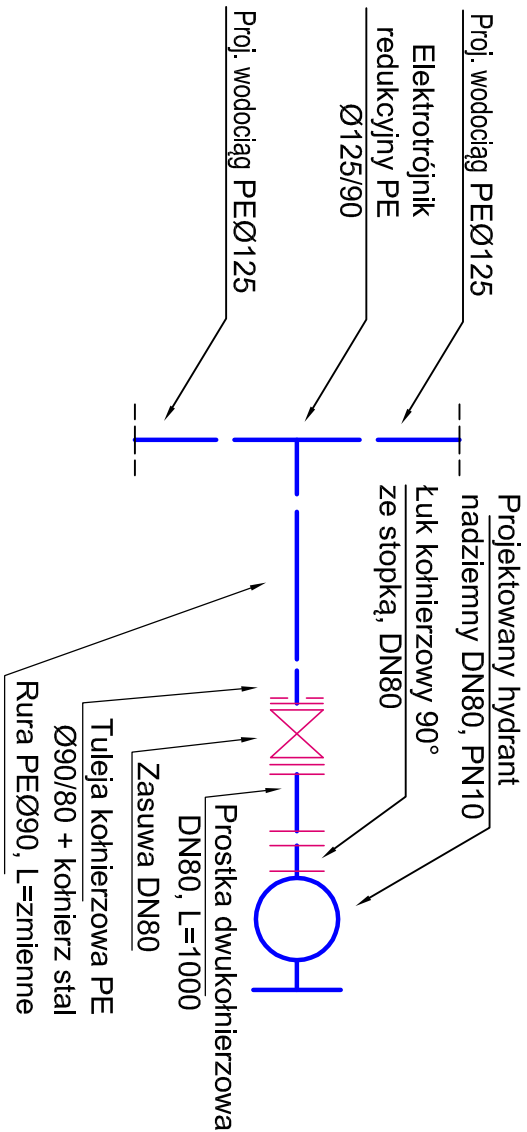 Proj. wodociąg PEØ125
Elektrotrójnik
redukcyjny PE
Ø125/90
Proj. wodociąg PEØ125
Projektowany hydrant
nadziemny DN80, PN10
Łuk kołnierzowy 90°
ze stopką, DN80
Prostka dwukołnierzowa
DN80, L=1000
Zasuwa DN80
Tuleja kołnierzowa PE
Ø90/80 + kołnierz stal
Rura PEØ90, L=zmienne